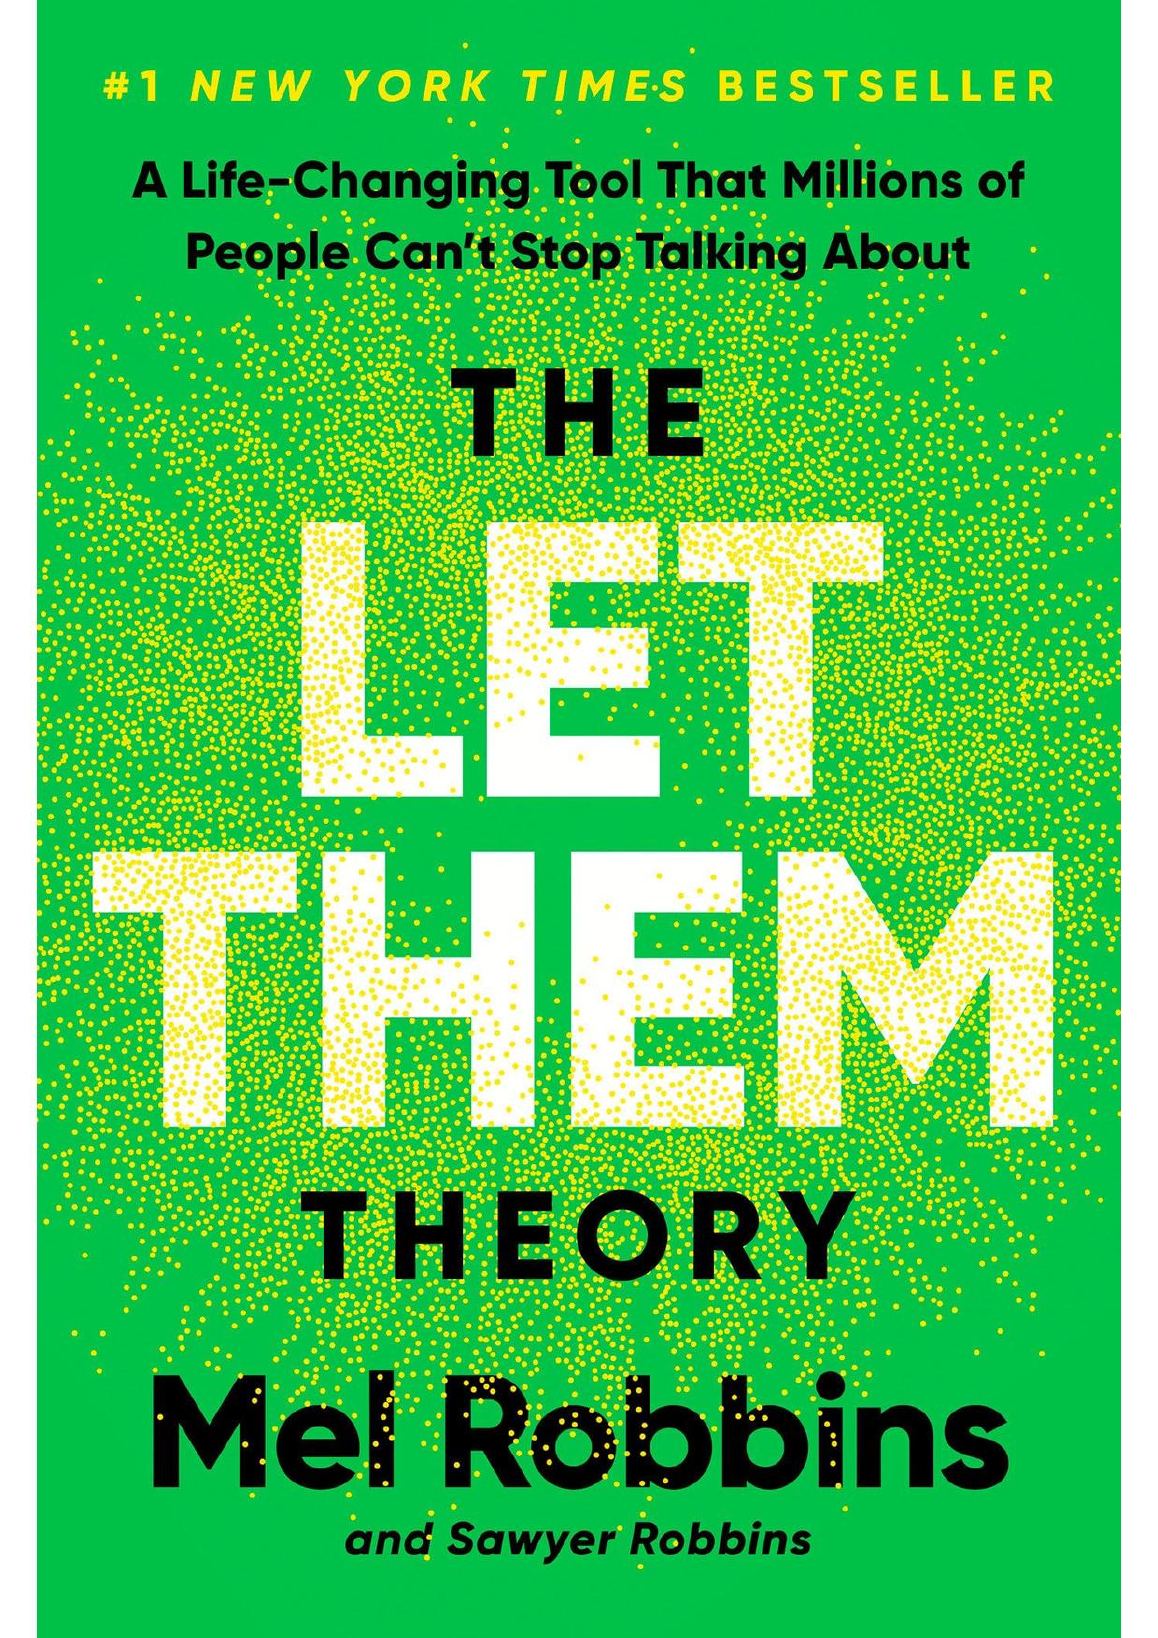 #1 NEW YORK TIMES BESTSELLER
A Life-Changing Tool That Millions of
People Can't Stop Talking About
THE
LET
THEM
THEORY
Mel Robbins
and Sawyer Robbins